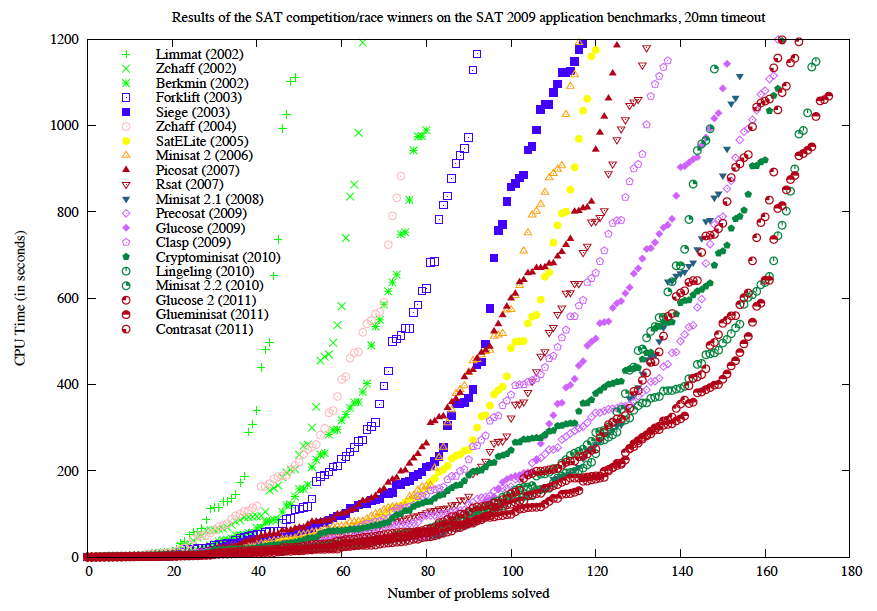 Results of the SAT competition/race winners on the SAT 2009 application benchmarks, 20mn timeout
1200
1000
800
600
400
200
0
CPU Time (in seconds)
Limmat (2002)
Zchaff (2002)
Berkmin (2002)
Forklift (2003)
Siege (2003)
Zchaff (2004)
SatELite (2005)
Minisat 2 (2006)
Picosat (2007)
Rsat (2007)
Minisat 2.1 (2008)
Precosat (2009)
Glucose (2009)
Clasp (2009)
Cryptominisat (2010)
Lingeling (2010)
Minisat 2.2 (2010)
Glucose 2 (2011)
Glueminisat (2011)
Contrasat (2011)
0 20 40 60 80 100 120 140 160 180
Number of problems solved